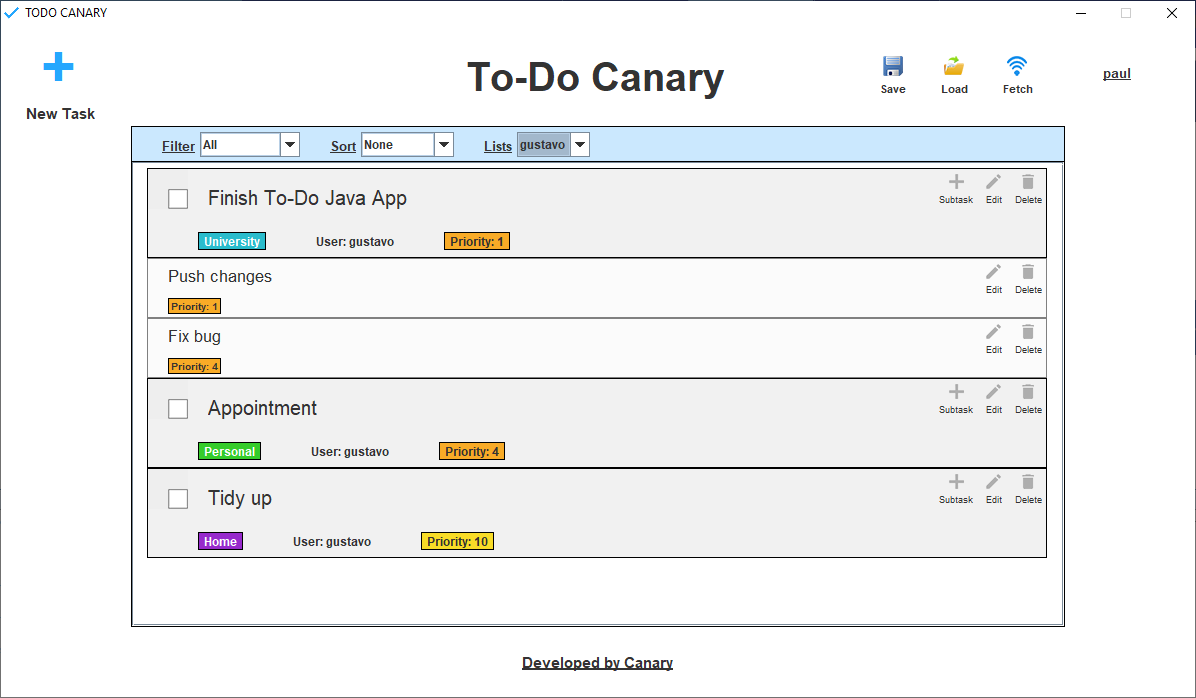 TODO CANARY
To-Do Canary
New Task
Save Load Fetch
paul
Filter All Sort None Lists gustavo
Finish To-Do Java App
Subtask Edit Delete
University User: gustavo Priority: 1
Push changes
Edit Delete
Priority: 1
Fix bug
Edit Delete
Priority: 4
Appointment
Subtask Edit Delete
Personal User: gustavo Priority: 4
Tidy up
Subtask Edit Delete
Home User: gustavo Priority: 10
Developed by Canary